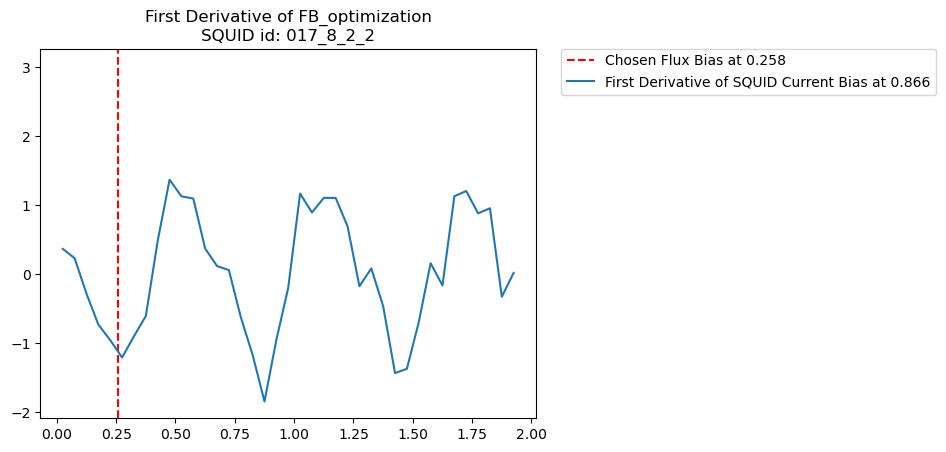 First Derivative of FB_optimization
SQUID id: 017_8_2_2
Chosen Flux Bias at 0.258
First Derivative of SQUID Current Bias at 0.866
3
2
1
0
−1
−2
0.00 0.25 0.50 0.75 1.00 1.25 1.50 1.75 2.00